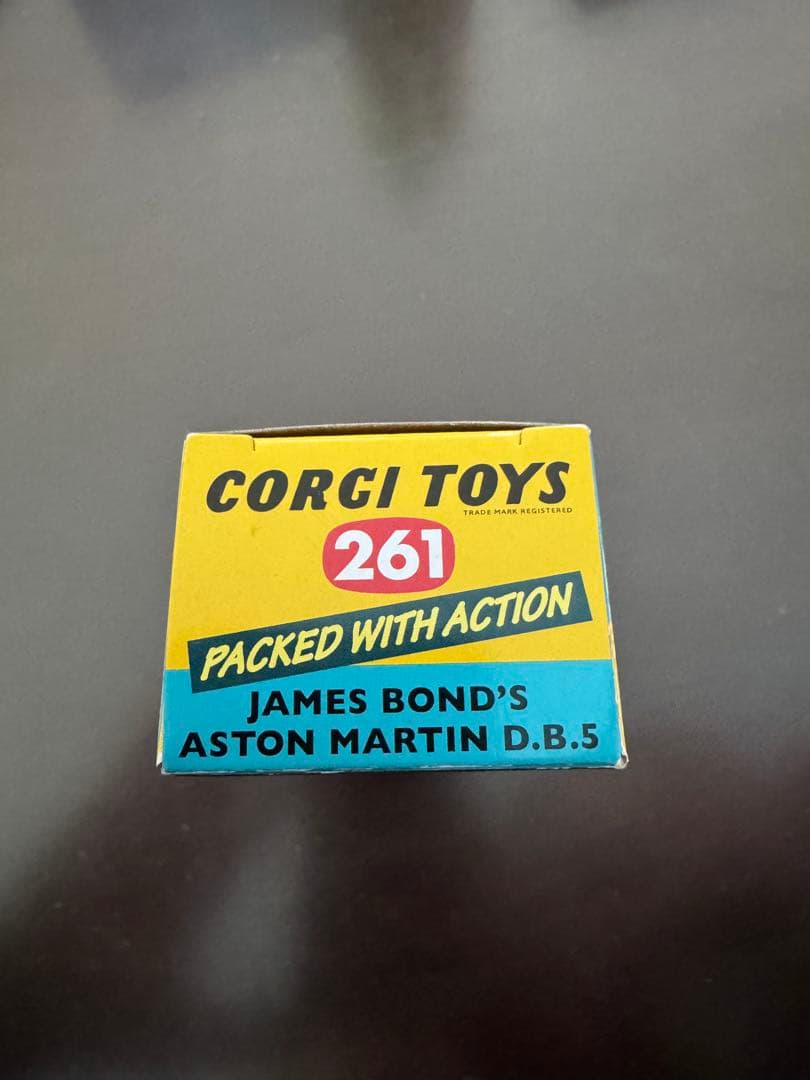 CORGI TOYS
TRADE MARK REGISTERED
261
PACKED WITH ACTION
JAMES BOND'S
ASTON MARTIN D.B.5